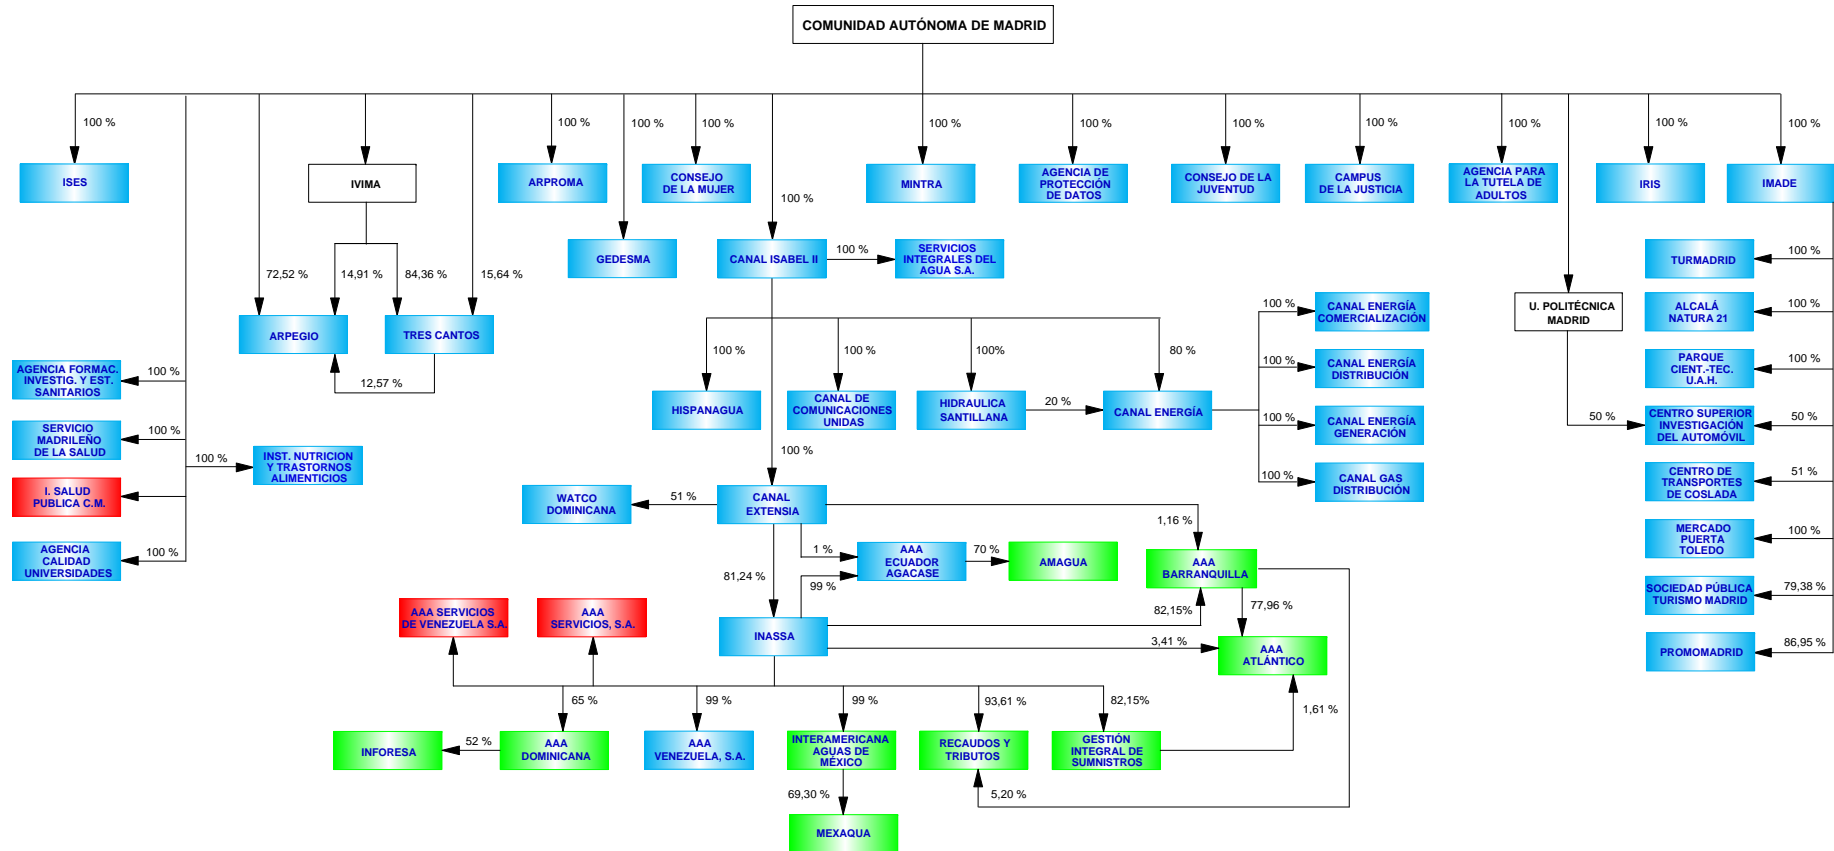 COMUNIDAD AUTÓNOMA DE MADRID
100 %
100 %
100 %
100 %
100 %
100 %
100 %
100 %
100 %
100 %
100 %
ISES
IVIMA
ARPROMA
CONSEJO
DE LA MUJER
MINTRA
AGENCIA DE
PROTECCIÓN
DE DATOS
CONSEJO DE LA
JUVENTUD
CAMPUS
DE LA JUSTICIA
AGENCIA PARA
LA TUTELA DE
ADULTOS
IRIS
IMADE
100 %
GEDESMA
CANAL ISABEL II
100 %
SERVICIOS
INTEGRALES DEL
AGUA S.A.
TURMADRID
100 %
72,52 %
14,91 %
84,36 %
15,64 %
ARPEGIO
TRES CANTOS
12,57 %
U. POLITÉCNICA
MADRID
ALCALÁ
NATURA 21
100 %
100 %
CANAL ENERGÍA
COMERCIALIZACIÓN
100 %
100 %
100%
80 %
100 %
CANAL ENERGÍA
DISTRIBUCIÓN
PARQUE
CIENT.-TEC.
U.A.H.
100 %
AGENCIA FORMAC.
INVESTIG. Y EST.
SANITARIOS
100 %
HISPANAGUA
CANAL DE
COMUNICACIONES
UNIDAS
HIDRAULICA
SANTILLANA
20 %
CANAL ENERGÍA
100 %
CANAL ENERGÍA
GENERACIÓN
50 %
CENTRO SUPERIOR
INVESTIGACIÓN
DEL AUTOMÓVIL
50 %
SERVICIO
MADRILEÑO
DE LA SALUD
100 %
100 %
INST. NUTRICION
Y TRASTORNOS
ALIMENTICIOS
100 %
100 %
CANAL GAS
DISTRIBUCIÓN
CENTRO DE
TRANSPORTES
DE COSLADA
51 %
I. SALUD
PUBLICA C.M.
WATCO
DOMINICANA
51 %
CANAL
EXTENSIA
1,16 %
MERCADO
PUERTA
TOLEDO
100 %
AGENCIA
CALIDAD
UNIVERSIDADES
100 %
1 %
AAA
ECUADOR
AGACASE
70 %
AMAGUA
AAA
BARRANQUILLA
81,24 %
99 %
SOCIEDAD PÚBLICA
TURISMO MADRID
79,38 %
AAA SERVICIOS
DE VENEZUELA S.A.
AAA
SERVICIOS, S.A.
82,15%
77,96 %
INASSA
3,41 %
AAA
ATLÁNTICO
PROMOMADRID
86,95 %
65 %
99 %
99 %
93,61 %
82,15%
1,61 %
INFORESA
52 %
AAA
DOMINICANA
AAA
VENEZUELA, S.A.
INTERAMERICANA
AGUAS DE
MÉXICO
RECAUDOS Y
TRIBUTOS
GESTIÓN
INTEGRAL DE
SUMNISTROS
69,30 %
5,20 %
MEXAQUA